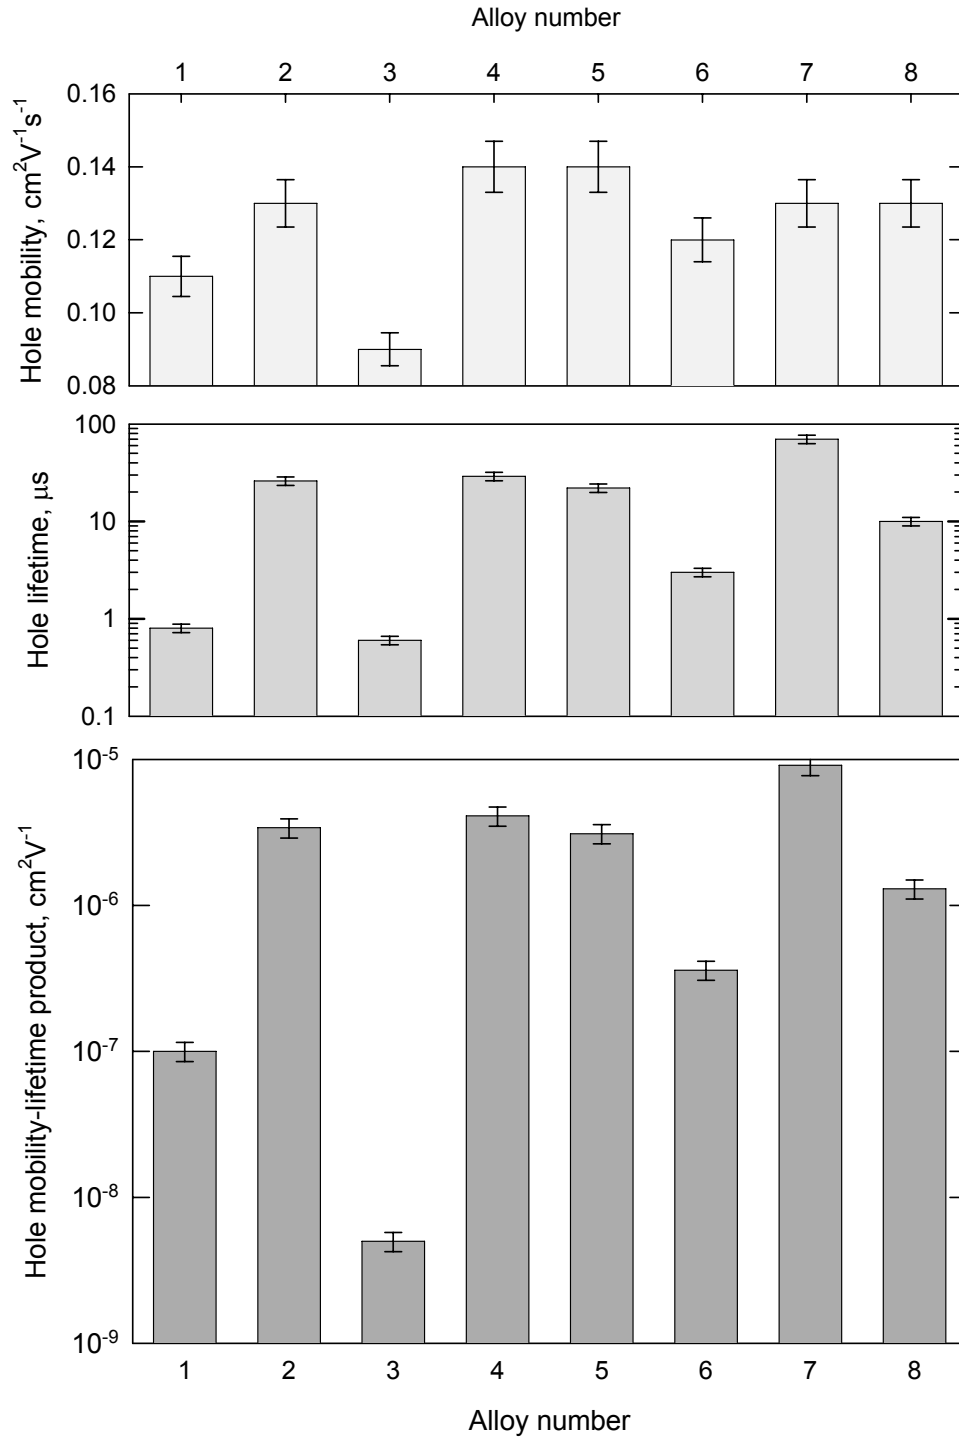 Alloy number
1 2 3 4 5 6 7 8
Hole mobility, cm²V⁻¹s⁻¹
0.16
0.14
0.12
0.10
0.08
Hole lifetime, μs
100
10
1
0.1
Hole mobility-lifetime product, cm²V⁻¹
10⁻⁵
10⁻⁶
10⁻⁷
10⁻⁸
10⁻⁹
1 2 3 4 5 6 7 8
Alloy number